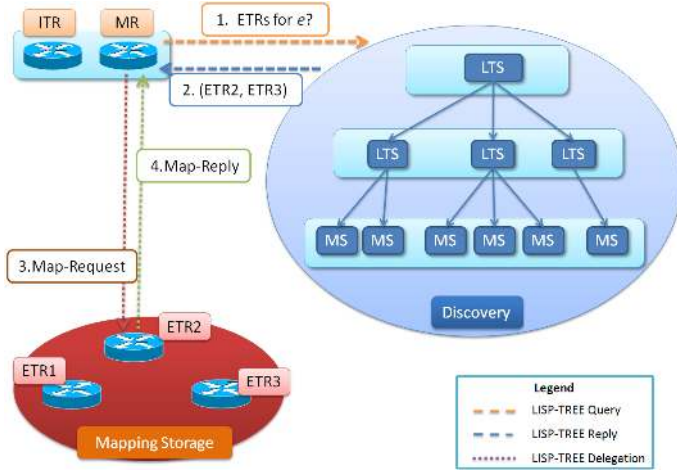 ITR
MR
1. ETRs for e?
2. (ETR2, ETR3)
LTS
LTS
LTS
LTS
4.Map-Reply
MS
MS
MS
MS
MS
MS
3.Map-Request
Discovery
ETR2
ETR1
ETR3
Mapping Storage
Legend
LISP-TREE Query
LISP-TREE Reply
LISP-TREE Delegation